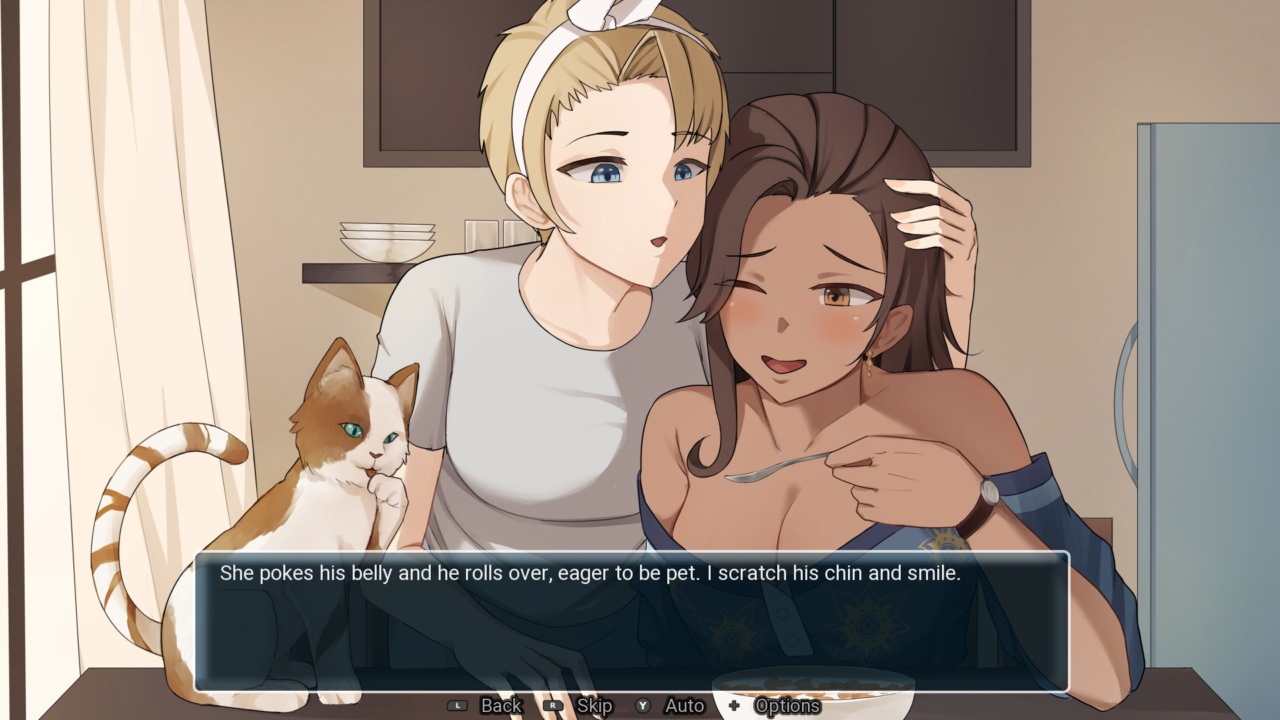 She pokes his belly and he rolls over, eager to be pet. I scratch his chin and smile.
L Back R Skip Y Auto + Options